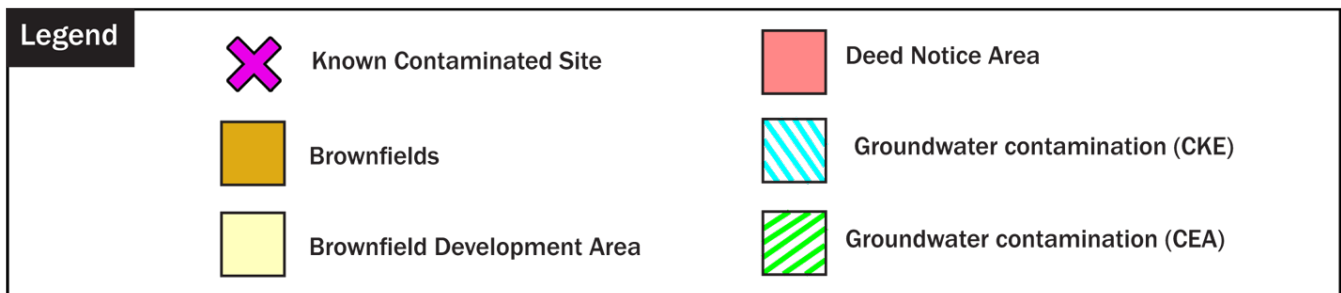 Legend
Known Contaminated Site
Brownfields
Brownfield Development Area
Deed Notice Area
Groundwater contamination (CKE)
Groundwater contamination (CEA)